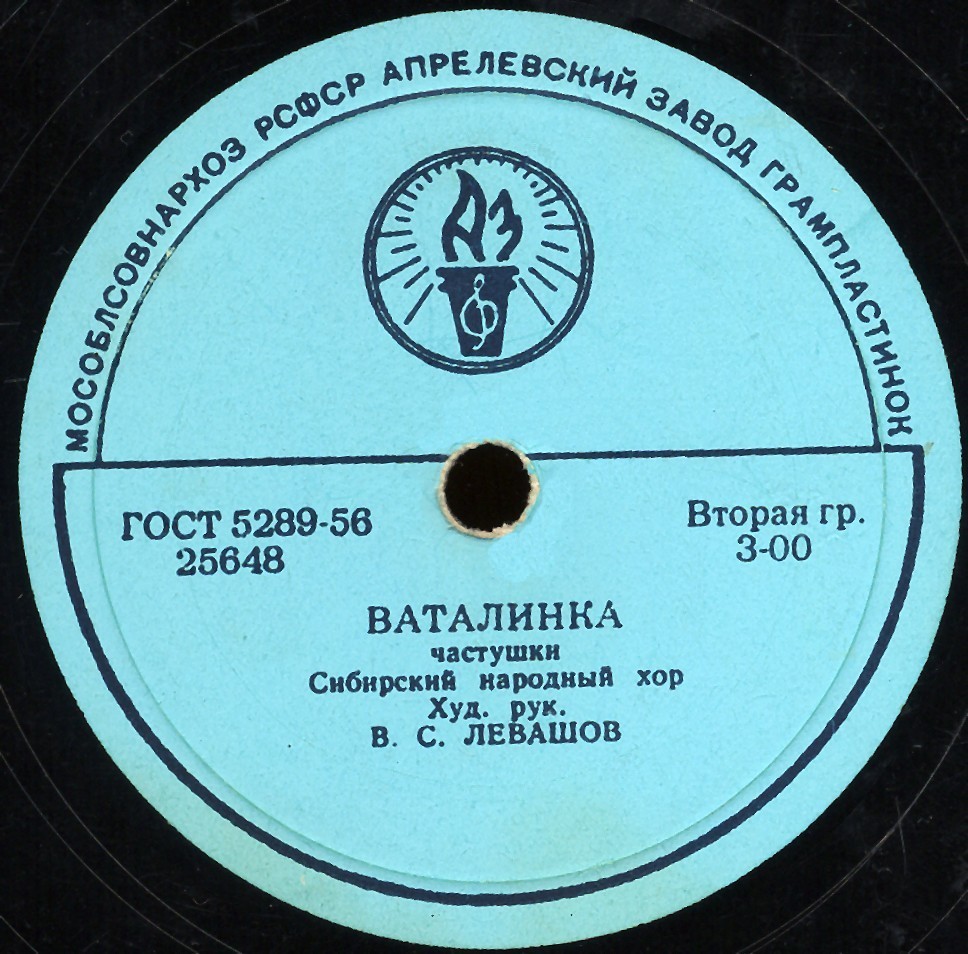 МОСОБЛСОВНАРХОЗ РСФСР АПРЕЛЕВСКИЙ ЗАВОД ГРАМПЛАСТИНОК
АЗ
ГОСТ 5289-56
25648
Вторая гр.
3-00
ВАТАЛИНКА
частушки
Сибирский народный хор
Худ. рук.
В. С. ЛЕВАШОВ